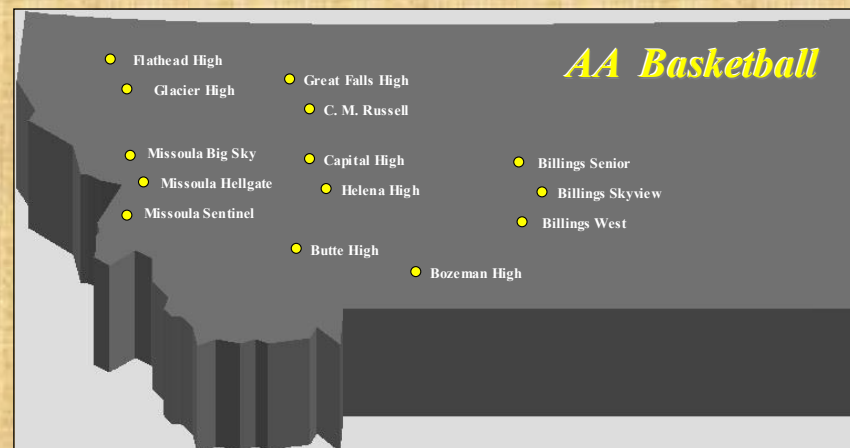 AA Basketball
Flathead High
Glacier High
Great Falls High
C. M. Russell
Missoula Big Sky
Missoula Hellgate
Missoula Sentinel
Capital High
Helena High
Billings Senior
Billings Skyview
Billings West
Butte High
Bozeman High